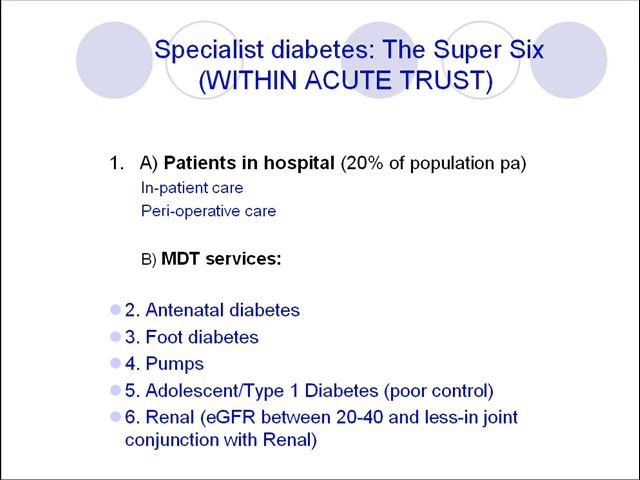 Specialist diabetes: The Super Six
(WITHIN ACUTE TRUST)
1. A) Patients in hospital (20% of population pa)
In-patient care
Peri-operative care
B) MDT services:
2. Antenatal diabetes
3. Foot diabetes
4. Pumps
5. Adolescent/Type 1 Diabetes (poor control)
6. Renal (eGFR between 20-40 and less-in joint
conjunction with Renal)